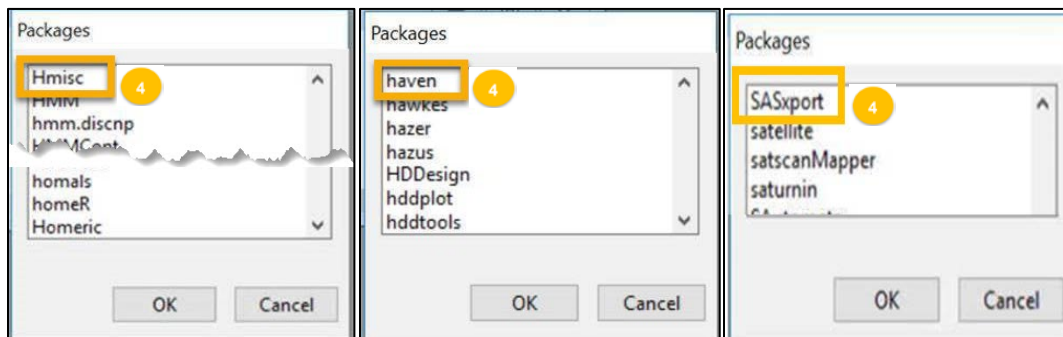 Packages
Hmisc
4
HMM
hmm.discnp
homals
homeR
Homeric
OK
Cancel
Packages
haven
4
hawkes
hazer
hazus
HDDesign
hddplot
hddtools
OK
Cancel
Packages
SASxport
4
satellite
satscanMapper
saturnin
OK
Cancel